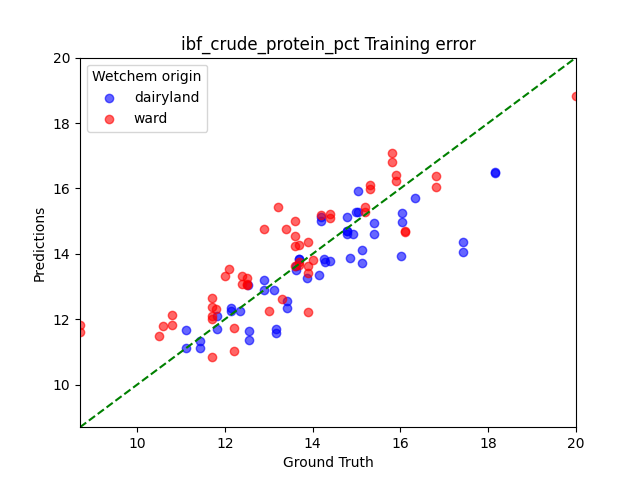 ibf_crude_protein_pct Training error
Wetchem origin
dairyland
ward
Predictions
20
18
16
14
12
10
10 12 14 16 18 20
Ground Truth